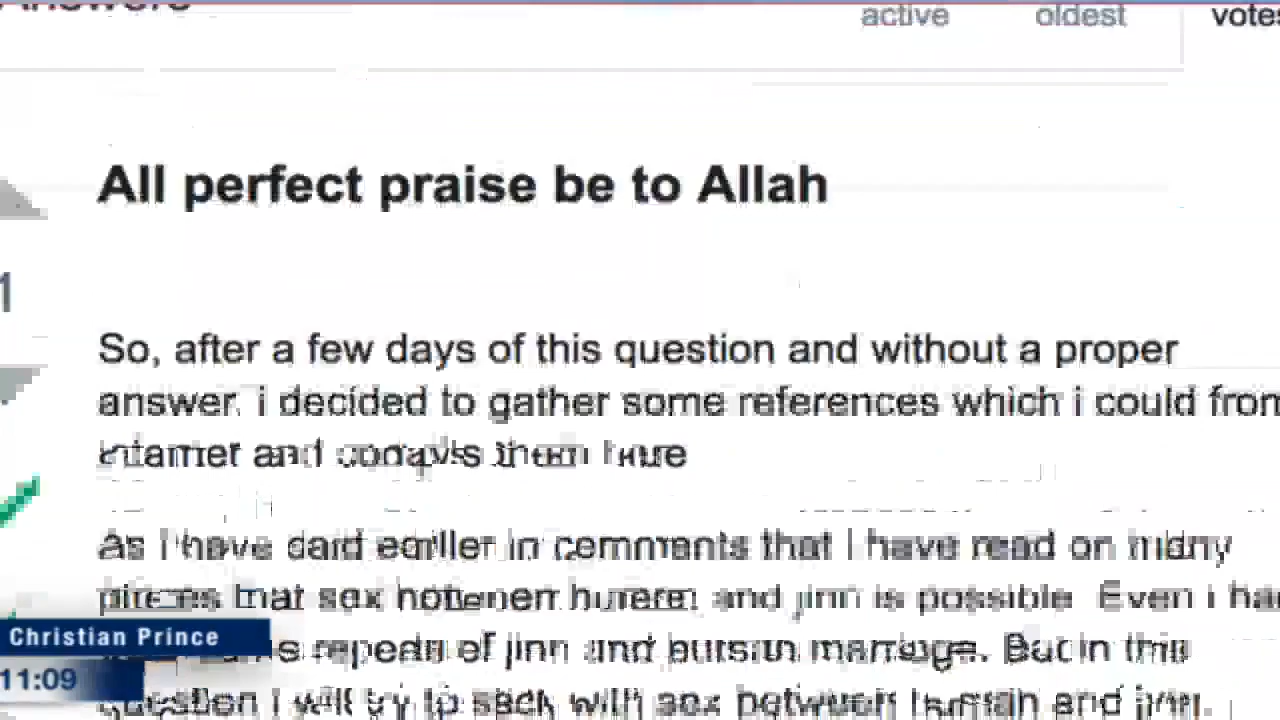 Answers
active oldest votes
All perfect praise be to Allah
1
So, after a few days of this question and without a proper
answer. i decided to gather some references which i could from
internet and them here
As I have said earlier in comments that I have read on many
places that sex between human and jinn is possible. Even i
of jinn and human marriage. But in this
question I will try to with sex between human and jinn.
Christian Prince
11:09